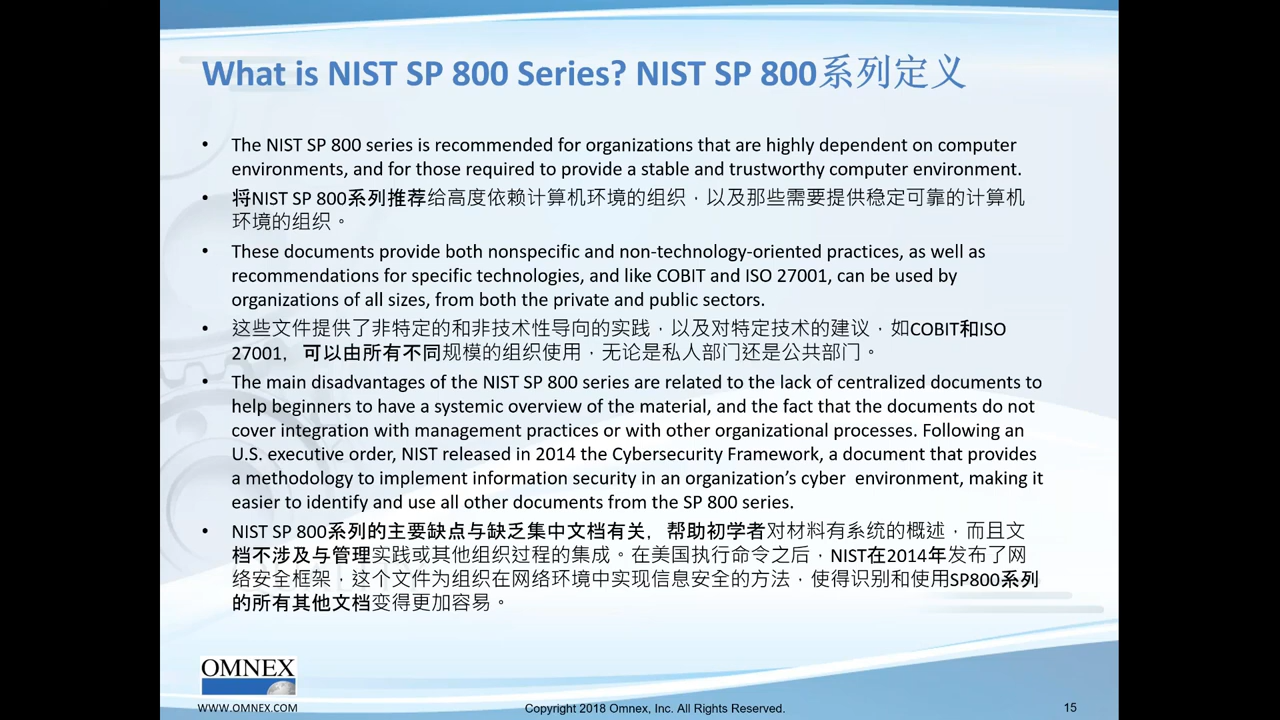 What is NIST SP 800 Series? NIST SP 800系列定义
• The NIST SP 800 series is recommended for organizations that are highly dependent on computer
environments, and for those required to provide a stable and trustworthy computer environment.
• 将NIST SP 800系列推荐给高度依赖计算机环境的组织，以及那些需要提供稳定可靠的计算机
环境的组织。
• These documents provide both nonspecific and non-technology-oriented practices, as well as
recommendations for specific technologies, and like COBIT and ISO 27001, can be used by
organizations of all sizes, from both the private and public sectors.
• 这些文件提供了非特定的和非技术性导向的实践，以及对特定技术的建议，如COBIT和ISO
27001，可以由所有不同规模的组织使用，无论是私人部门还是公共部门。
• The main disadvantages of the NIST SP 800 series are related to the lack of centralized documents to
help beginners to have a systemic overview of the material, and the fact that the documents do not
cover integration with management practices or with other organizational processes. Following an
U.S. executive order, NIST released in 2014 the Cybersecurity Framework, a document that provides
a methodology to implement information security in an organization's cyber environment, making it
easier to identify and use all other documents from the SP 800 series.
• NIST SP 800系列的主要缺点与缺乏集中文档有关，帮助初学者对材料有系统的概述，而且文
档不涉及与管理实践或其他组织过程的集成。在美国执行命令之后，NIST在2014年发布了网
络安全框架，这个文件为组织在网络环境中实现信息安全的方法，使得识别和使用SP800系列
的所有其他文档变得更加容易。
OMNEX
WWW.OMNEX.COM
Copyright 2018 Omnex, Inc. All Rights Reserved.
15